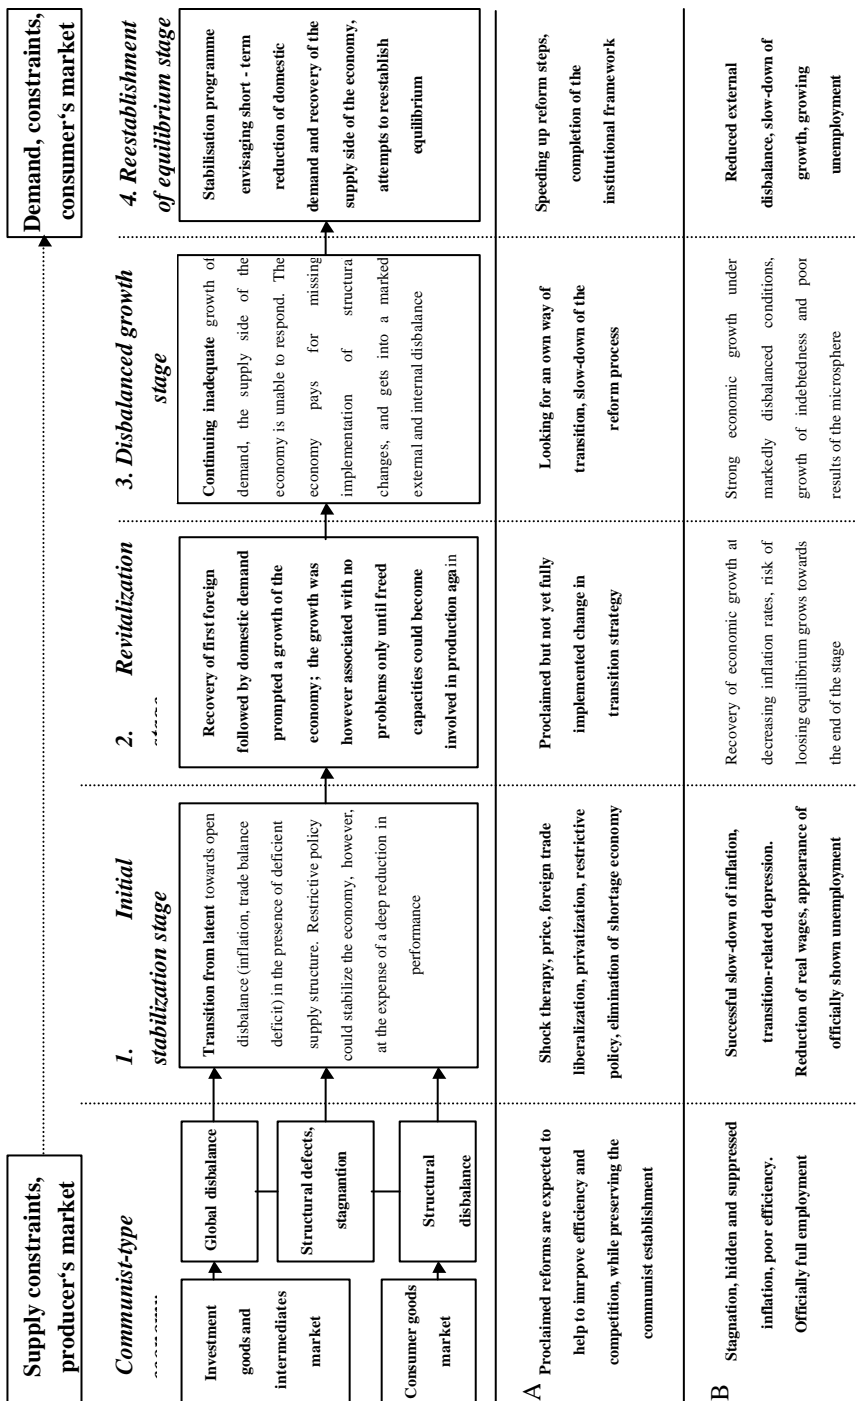 Supply constraints,
producer's market
Demand, constraints,
consumer's market
Communist-type
1. Initial
stabilization stage
2. Revitalization
3. Disbalanced growth
stage
4. Reestablishment
of equilibrium stage
Investment
goods and
intermediates
market
Consumer goods
market
Global disbalance
Structural defects,
stagnantion
Structural
disbalance
Transition from latent towards open
disbalance (inflation, trade balance
deficit) in the presence of deficient
supply structure. Restrictive policy
could stabilize the economy, however,
at the expense of a deep reduction in
performance
Recovery of first foreign
followed by domestic demand
prompted a growth of the
economy; the growth was
however associated with no
problems only until freed
capacities could become
involved in production again in
Continuing inadequate growth of
demand, the supply side of the
economy is unable to respond. The
economy pays for missing
implementation of structura
changes, and gets into a marked
external and internal disbalance
Stabilisation programme
envisaging short - term
reduction of domestic
demand and recovery of the
supply side of the economy,
attempts to reestablish
equilibrium
A
Proclaimed reforms are expected to
help to imrpove efficiency and
competition, while preserving the
communist establishment
Shock therapy, price, foreign trade
liberalization, privatization, restrictive
policy, elimination of shortage economy
Proclaimed but not yet fully
implemented change in
transition strategy
Looking for an own way of
transition, slow-down of the
reform process
Speeding up reform steps,
completion of the
institutional framework
B
Stagnation, hidden and suppressed
inflation, poor efficiency.
Officially full employment
Successful slow-down of inflation,
transition-related depression.
Reduction of real wages, appearance of
officially shown unemployment
Recovery of economic growth at
decreasing inflation rates, risk of
loosing equilibrium grows towards
the end of the stage
Strong economic growth under
markedly disbalanced conditions,
growth of indebtedness and poor
results of the microsphere
Reduced external
disbalance, slow-down of
growth, growing
unemployment